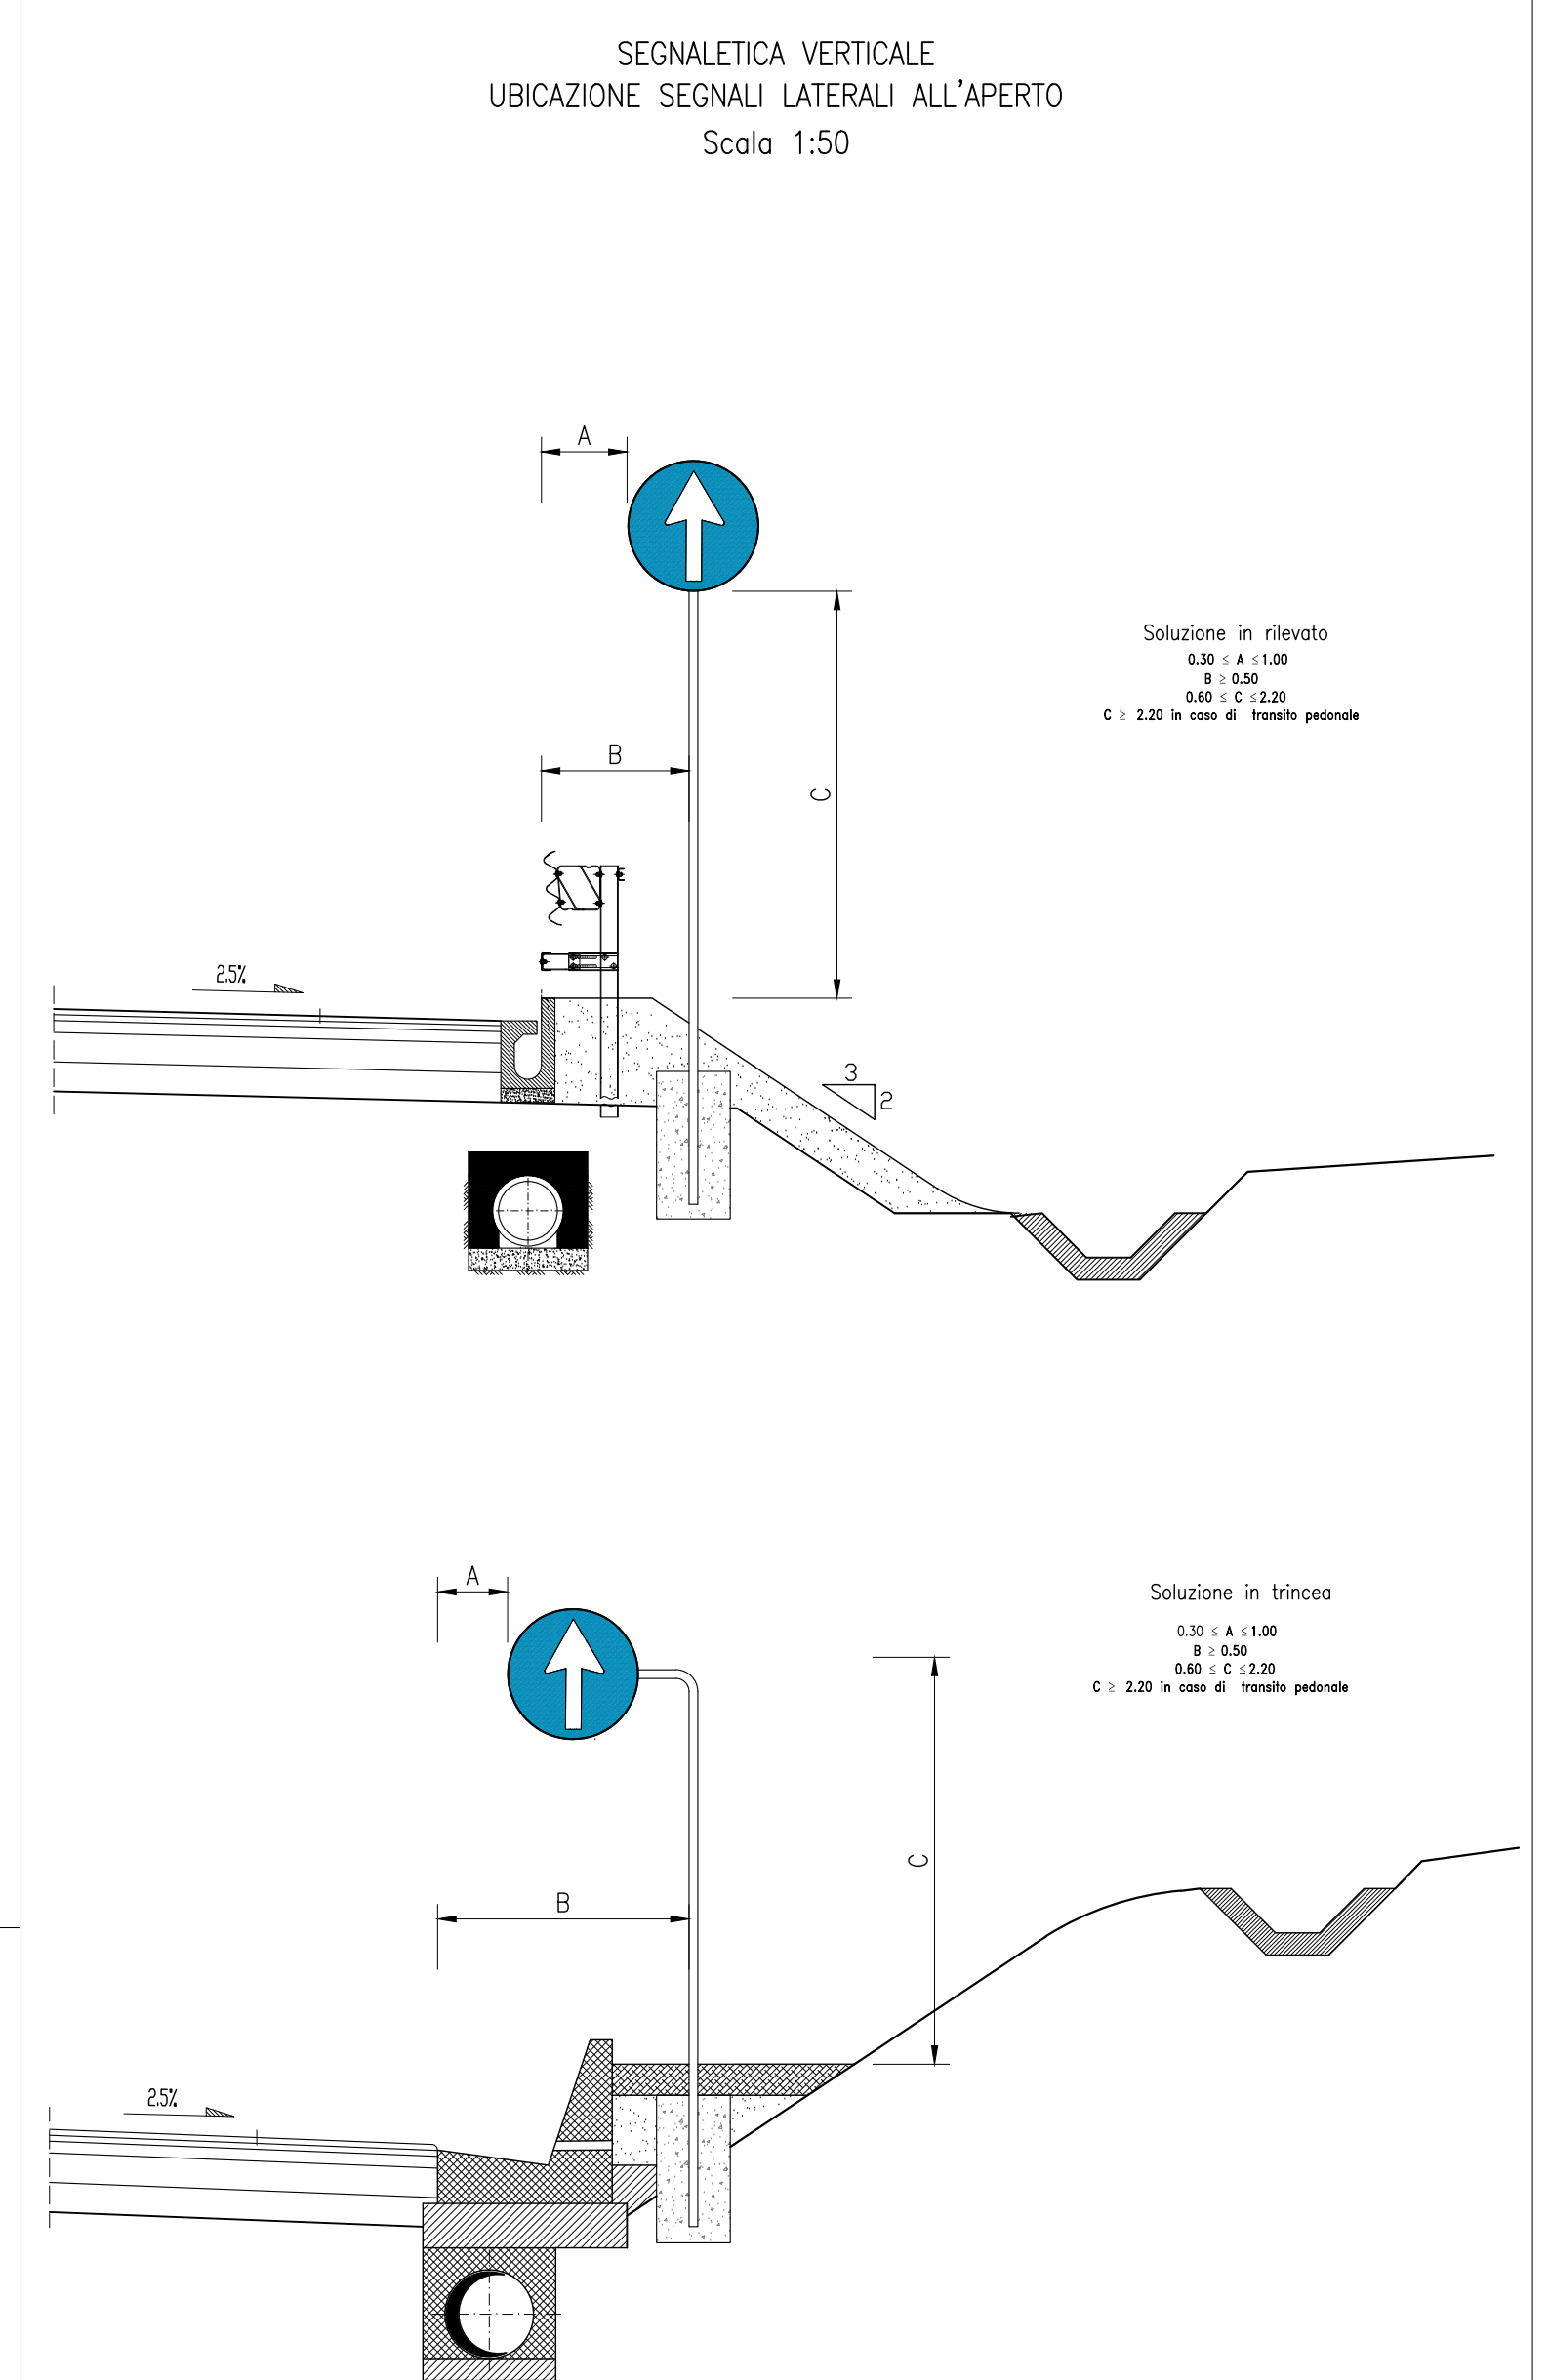 SEGNALETICA VERTICALE
UBICAZIONE SEGNALI LATERALI ALL'APERTO
Scala 1:50
A
Soluzione in rilevato
0.30 ≤ A ≤ 1.00
B ≥ 0.50
0.60 ≤ C ≤ 2.20
C ≥ 2.20 in caso di transito pedonale
B
C
2.5%
3
2
A
Soluzione in trincea
0.30 ≤ A ≤ 1.00
B ≥ 0.50
0.60 ≤ C ≤ 2.20
C ≥ 2.20 in caso di transito pedonale
C
B
2.5%